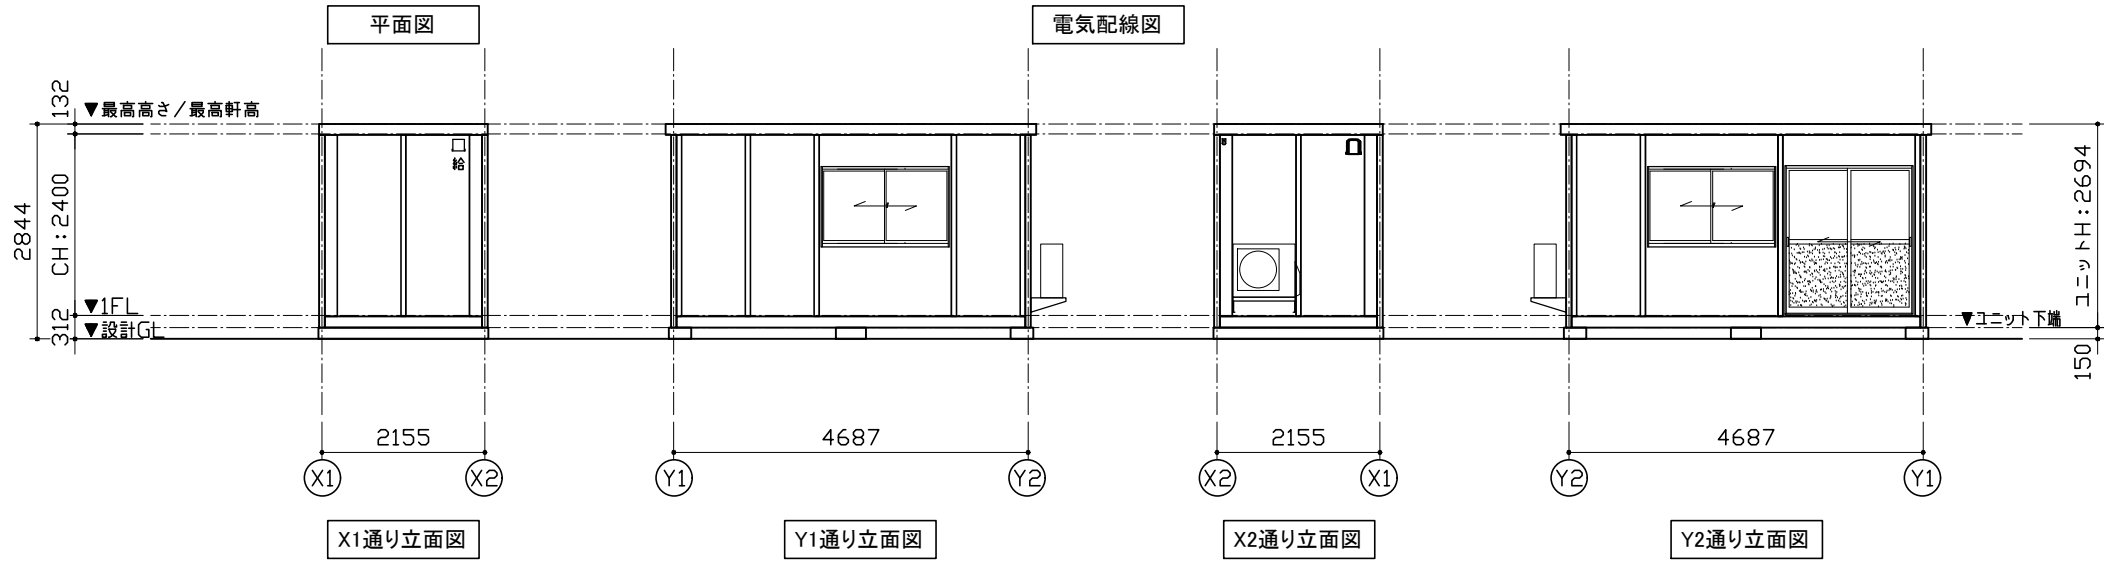 平面図
電気配線図
132
▼最高高さ/最高軒高
2844
CH:2400
312
▼1FL
▼設計GL
給
ユニットH:2694
▼ユニット下端
150
2155
4687
2155
4687
X1
X2
Y1
Y2
X2
X1
Y2
Y1
X1通り立面図
Y1通り立面図
X2通り立面図
Y2通り立面図